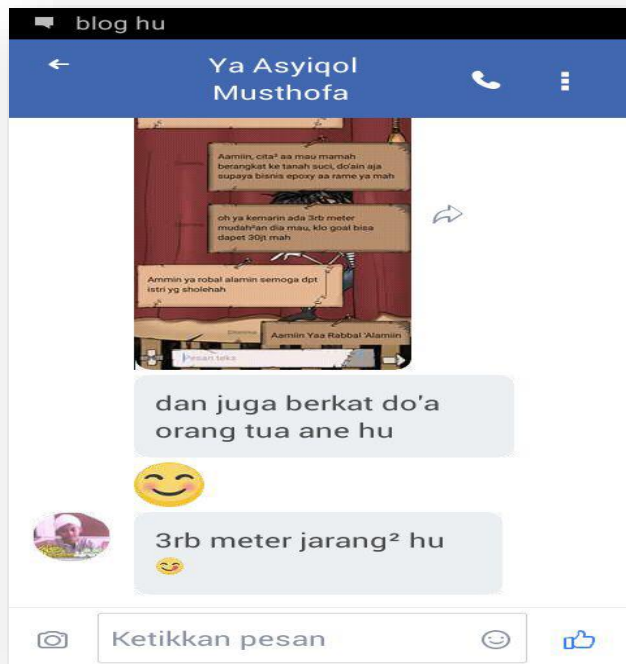 blog hu
Ya Asyiqol
Musthofa
Aamiin, cita² aa mau mamah
berangkat ke tanah suci, do'ain aja
supaya bisnis epoxy aa rame ya mah
oh ya kemarin ada 3rb meter
mudah²an dia mau, klo goal bisa
dapet 30jt mah
Ammin ya robal alamin semoga dpt
istri yg sholehah
Aamiin Yaa Rabbal 'Alamiin
Pesan teks
dan juga berkat do'a
orang tua ane hu
3rb meter jarang² hu
Ketikkan pesan